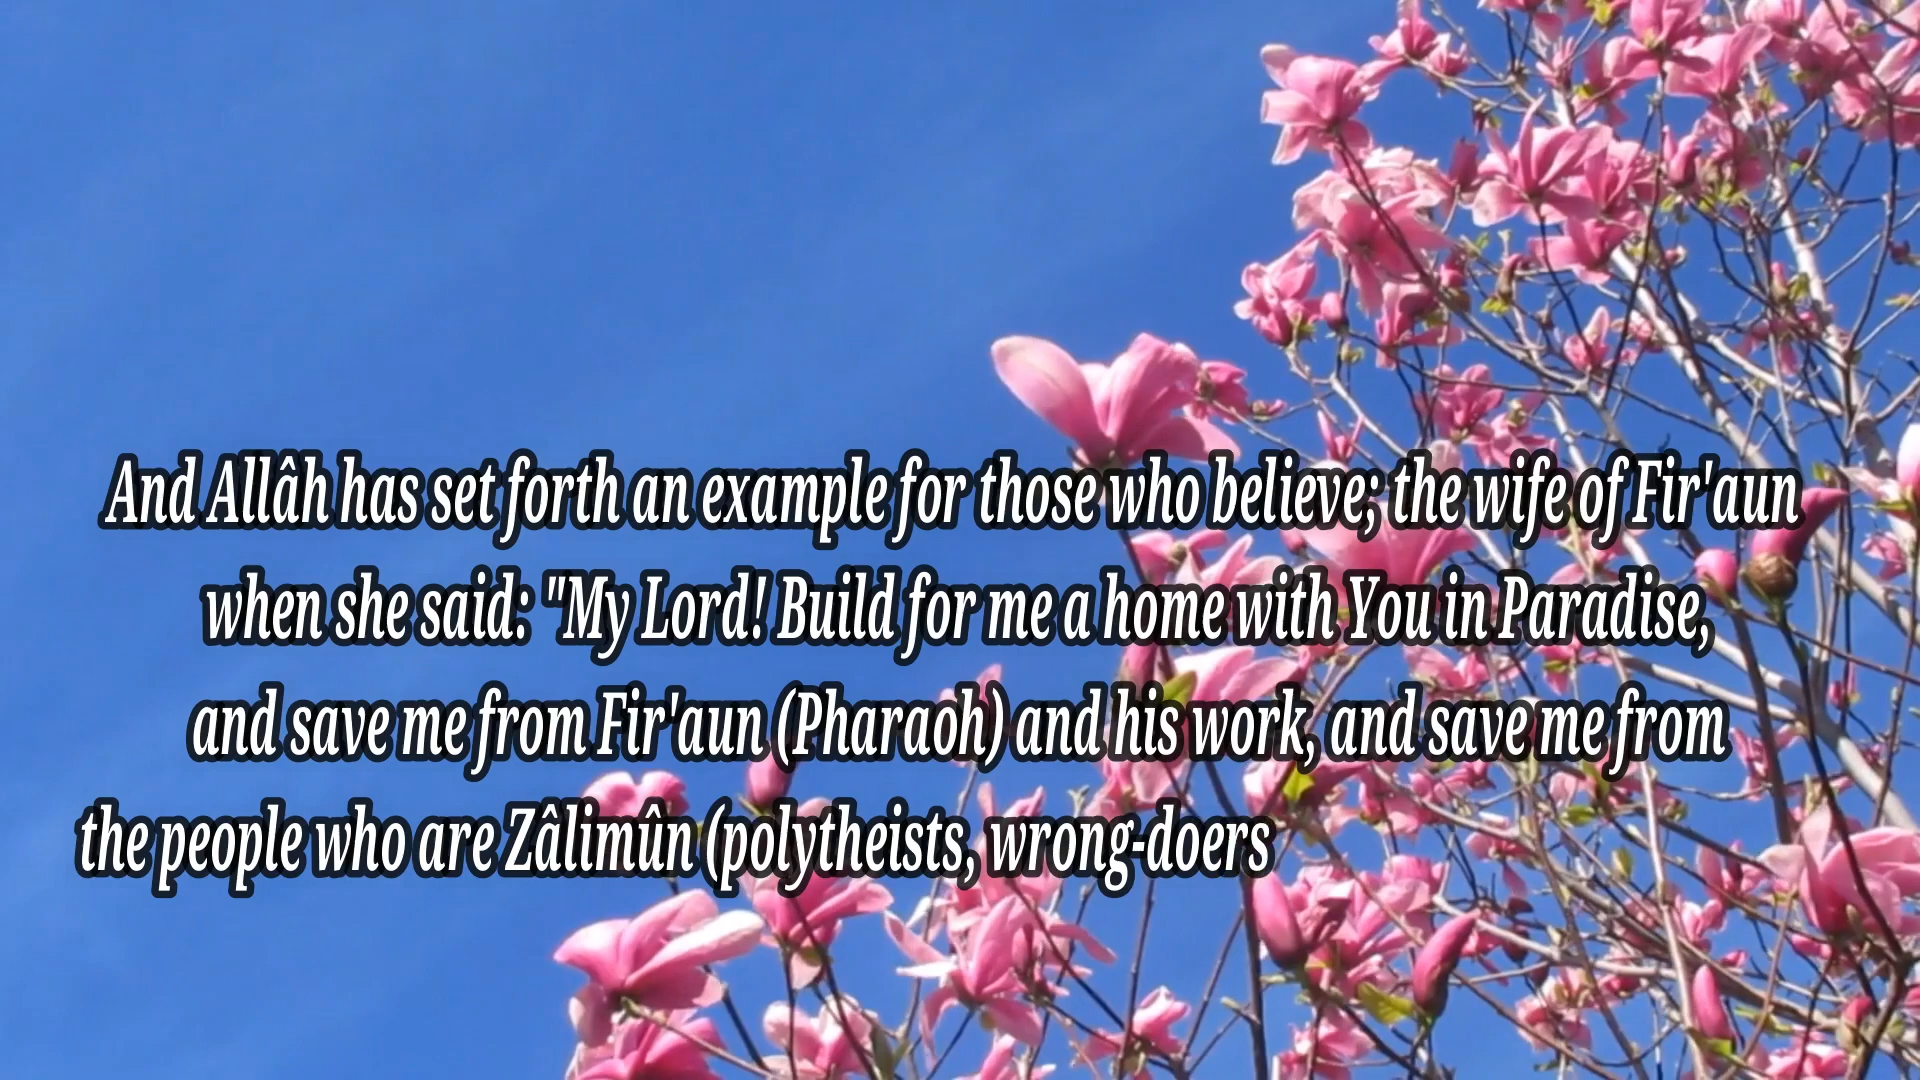 And Allâh has set forth an example for those who believe; the wife of Fir'aun
when she said: "My Lord! Build for me a home with You in Paradise,
and save me from Fir'aun (Pharaoh) and his work, and save me from
the people who are Zâlimûn (polytheists, wrong-doers